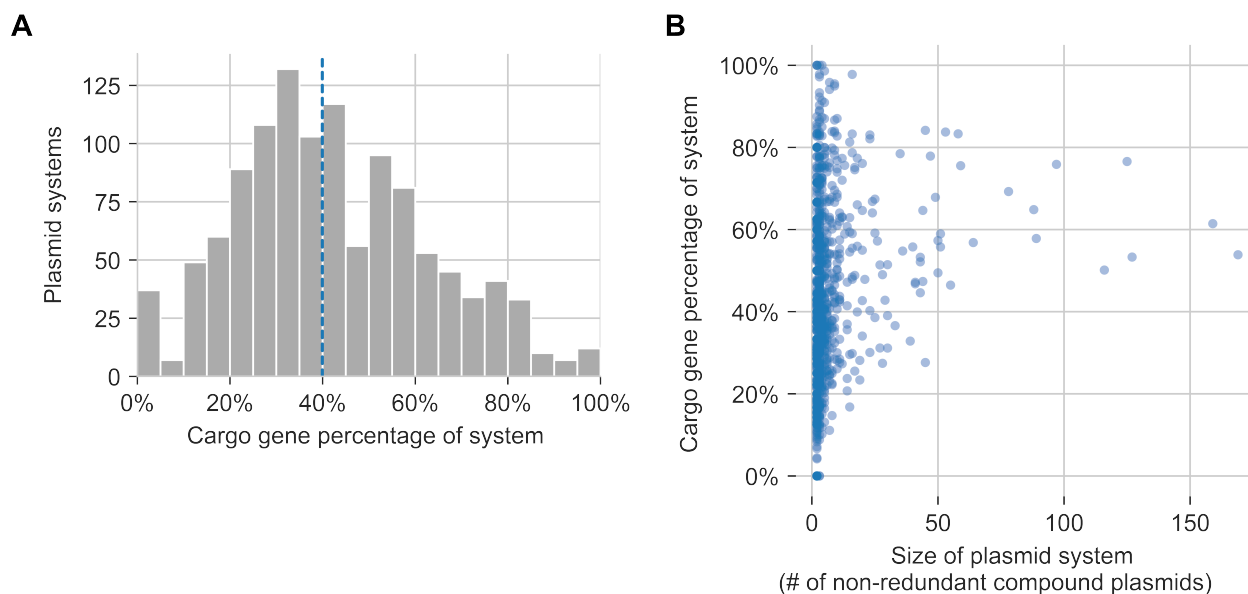 A
Plasmid systems
125
100
75
50
25
0
0% 20% 40% 60% 80% 100%
Cargo gene percentage of system
B
Cargo gene percentage of system
100%
80%
60%
40%
20%
0%
0 50 100 150
Size of plasmid system
(# of non-redundant compound plasmids)